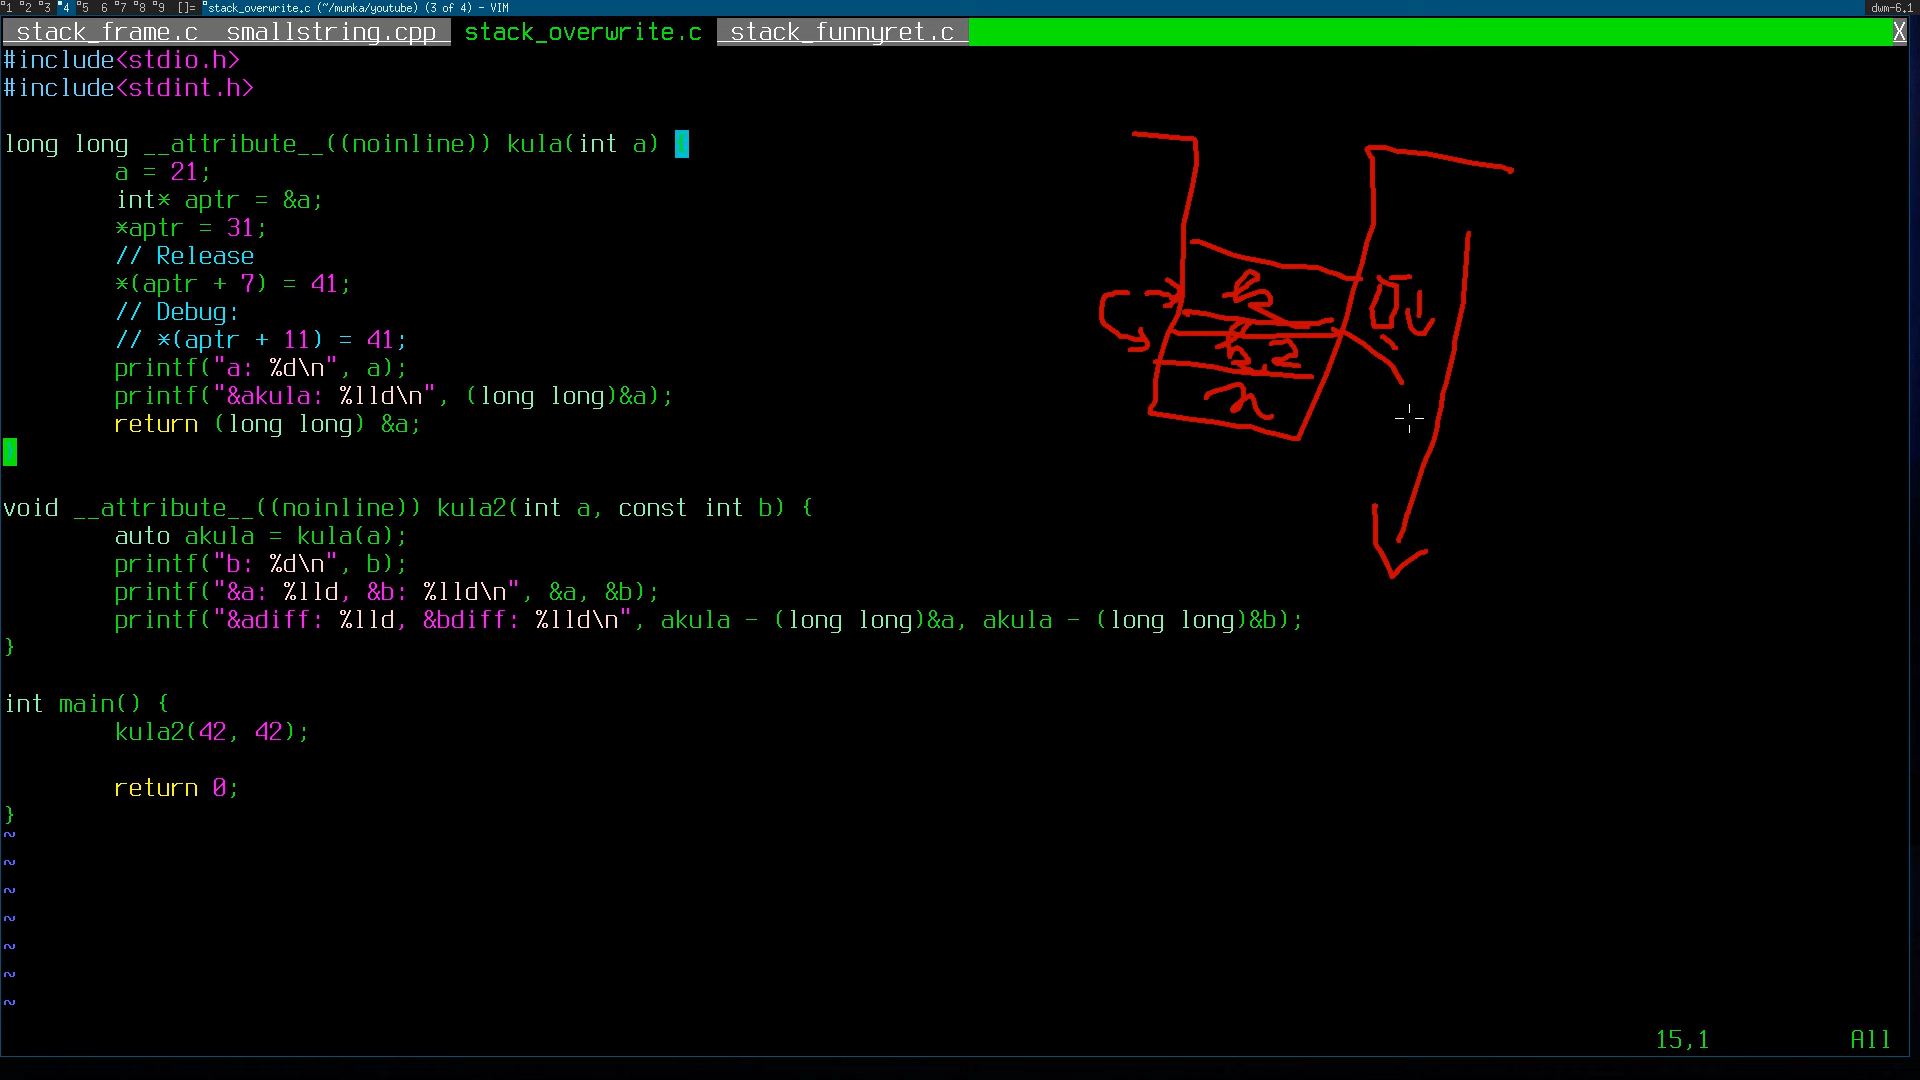 1 2 3 4 5 6 7 8 9 []= "stack_overwrite.c (~/munka/youtube) (3 of 4) - VIM dwm-6.1
stack_frame.c smallstring.cpp stack_overwrite.c stack_funnyret.c X
#include<stdio.h>
#include<stdint.h>
long long __attribute__((noinline)) kula(int a) {
a = 21;
int* aptr = &a;
*aptr = 31;
// Release
*(aptr + 7) = 41;
// Debug:
// *(aptr + 11) = 41;
printf("a: %d\n", a);
printf("&akula: %lld\n", (long long)&a);
return (long long) &a;
}
void __attribute__((noinline)) kula2(int a, const int b) {
auto akula = kula(a);
printf("b: %d\n", b);
printf("&a: %lld, &b: %lld\n", &a, &b);
printf("&adiff: %lld, &bdiff: %lld\n", akula - (long long)&a, akula - (long long)&b);
}
int main() {
kula2(42, 42);
return 0;
}
~
~
~
~
~
~
~
15,1 All